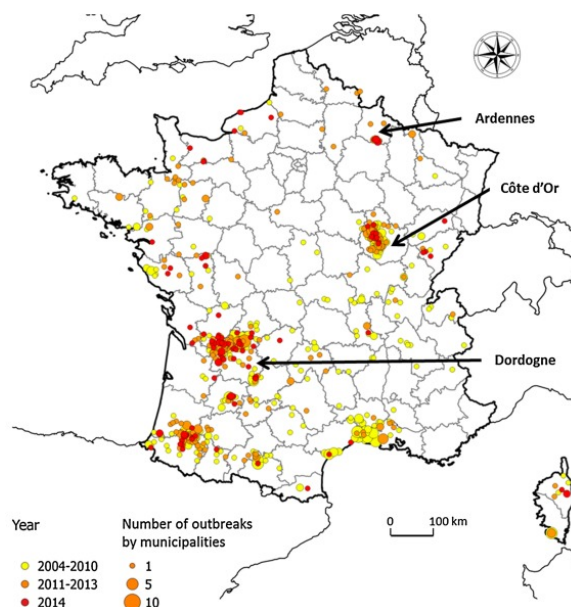 Ardennes
Côte d'Or
Dordogne
Year
2004-2010
2011-2013
2014
Number of outbreaks
by municipalities
1
5
10
0 100 km